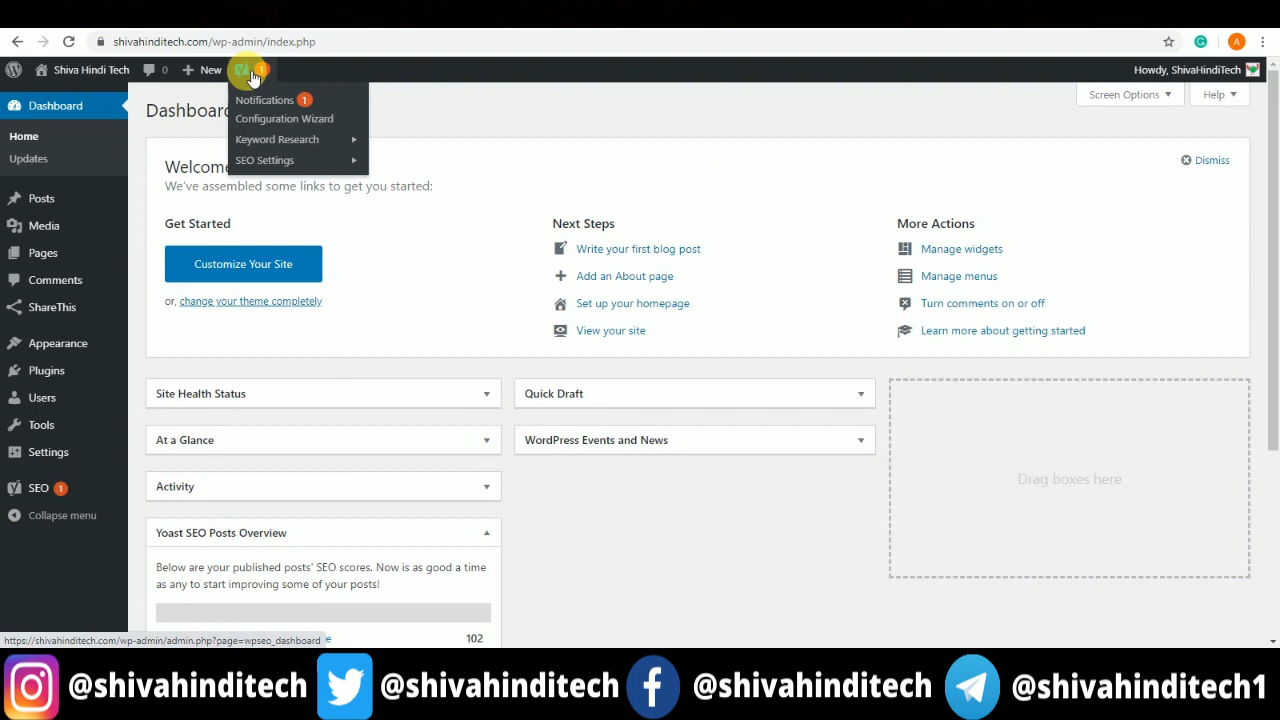 shivahinditech.com/wp-admin/index.php
A
Shiva Hindi Tech 0 New 1 Howdy, ShivaHindiTech
Notifications 1
Configuration Wizard
Keyword Research
SEO Settings
Dashboard
Home
Updates
Posts
Media
Pages
Comments
ShareThis
Appearance
Plugins
Users
Tools
Settings
SEO 1
Collapse menu
Dashboard
Screen Options
Help
Welcome
We've assembled some links to get you started:
Dismiss
Get Started
Customize Your Site
or, change your theme completely
Next Steps
Write your first blog post
Add an About page
Set up your homepage
View your site
More Actions
Manage widgets
Manage menus
Turn comments on or off
Learn more about getting started
Site Health Status
At a Glance
Activity
Yoast SEO Posts Overview
Below are your published posts' SEO scores. Now is as good a time
as any to start improving some of your posts!
102
Quick Draft
WordPress Events and News
Drag boxes here
https://shivahinditech.com/wp-admin/admin.php?page=wpseo_dashboard
@shivahinditech @shivahinditech @shivahinditech @shivahinditech1